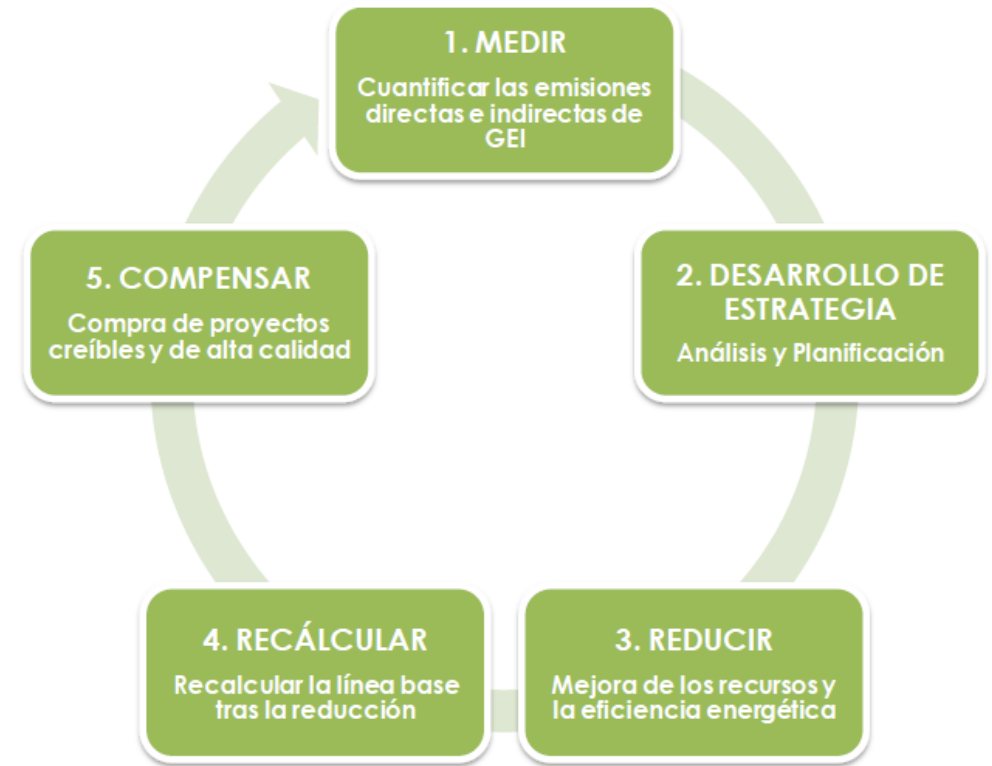 1. MEDIR
Cuantificar las emisiones
directas e indirectas de
GEI
2. DESARROLLO DE
ESTRATEGIA
Análisis y Planificación
3. REDUCIR
Mejora de los recursos y
la eficiencia energética
4. RECÁLCULAR
Recalcular la línea base
tras la reducción
5. COMPENSAR
Compra de proyectos
creíbles y de alta calidad